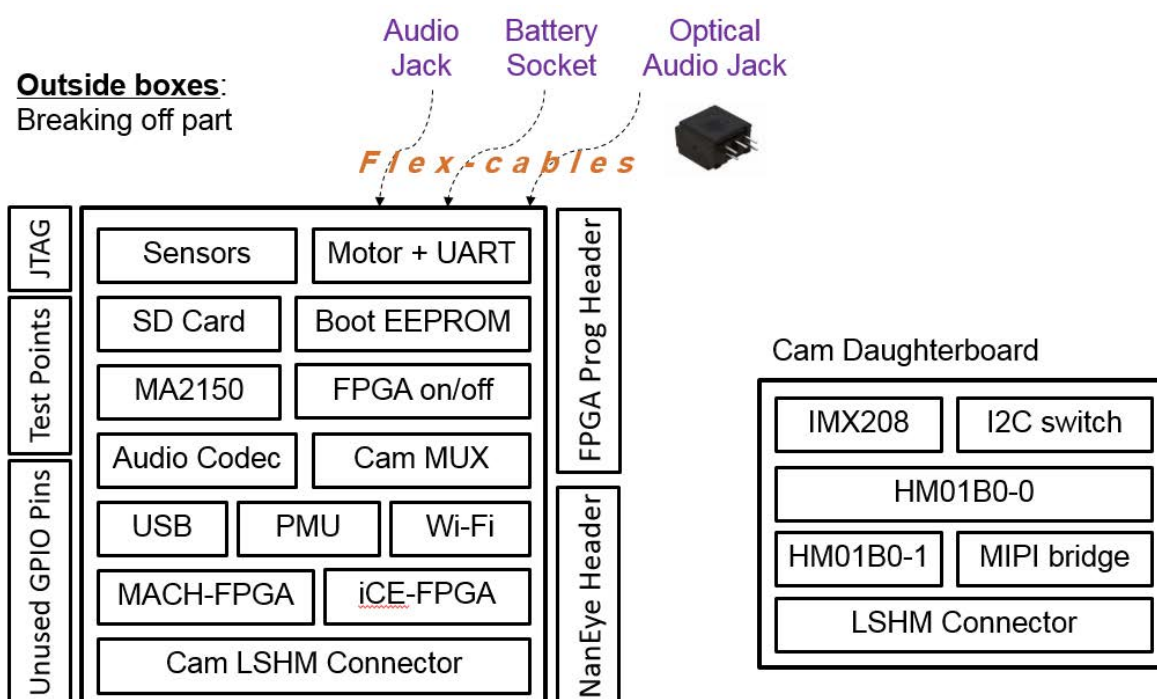 Outside boxes:
Breaking off part
Audio
Jack
Battery
Socket
Optical
Audio Jack
Flex-cables
JTAG
Test Points
Unused GPIO Pins
Sensors
Motor + UART
SD Card
Boot EEPROM
MA2150
FPGA on/off
Audio Codec
Cam MUX
USB
PMU
Wi-Fi
MACH-FPGA
iCE-FPGA
Cam LSHM Connector
FPGA Prog Header
NanEye Header
Cam Daughterboard
IMX208
I2C switch
HM01B0-0
HM01B0-1
MIPI bridge
LSHM Connector